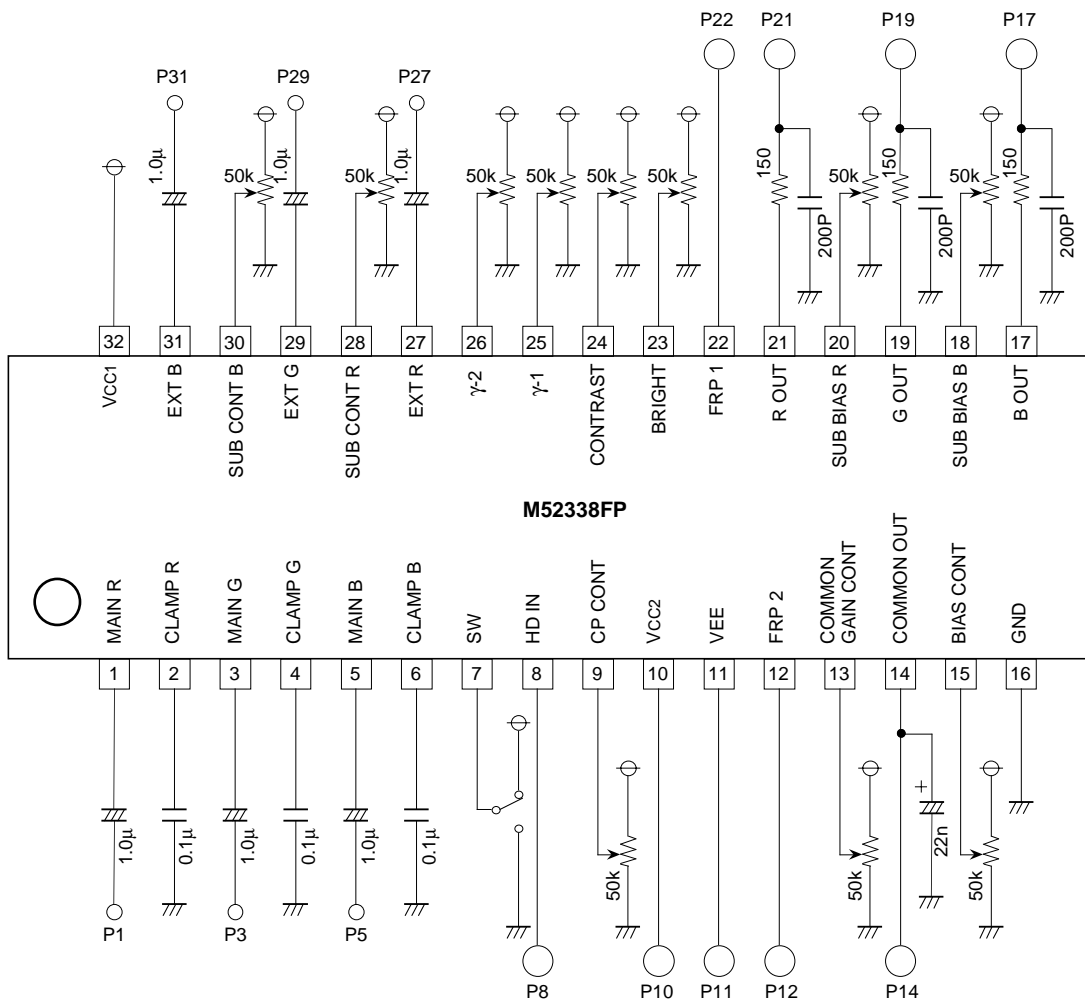 P22 P21 P19 P17
P31 P29 P27
1.0μ 50k 1.0μ 50k 1.0μ 50k 50k 50k 50k 150 200P 50k 150 200P 50k 150 200P
32 31 30 29 28 27 26 25 24 23 22 21 20 19 18 17
VCC1
EXT B
SUB CONT B
EXT G
SUB CONT R
EXT R
γ-2
γ-1
CONTRAST
BRIGHT
FRP 1
R OUT
SUB BIAS R
G OUT
SUB BIAS B
B OUT
M52338FP
MAIN R
CLAMP R
MAIN G
CLAMP G
MAIN B
CLAMP B
SW
HD IN
CP CONT
VCC2
VEE
FRP 2
COMMON
GAIN CONT
COMMON OUT
BIAS CONT
GND
1 2 3 4 5 6 7 8 9 10 11 12 13 14 15 16
1.0μ 0.1μ 1.0μ 0.1μ 1.0μ 0.1μ 50k 50k + 22n 50k
P1 P3 P5
P8 P10 P11 P12 P14